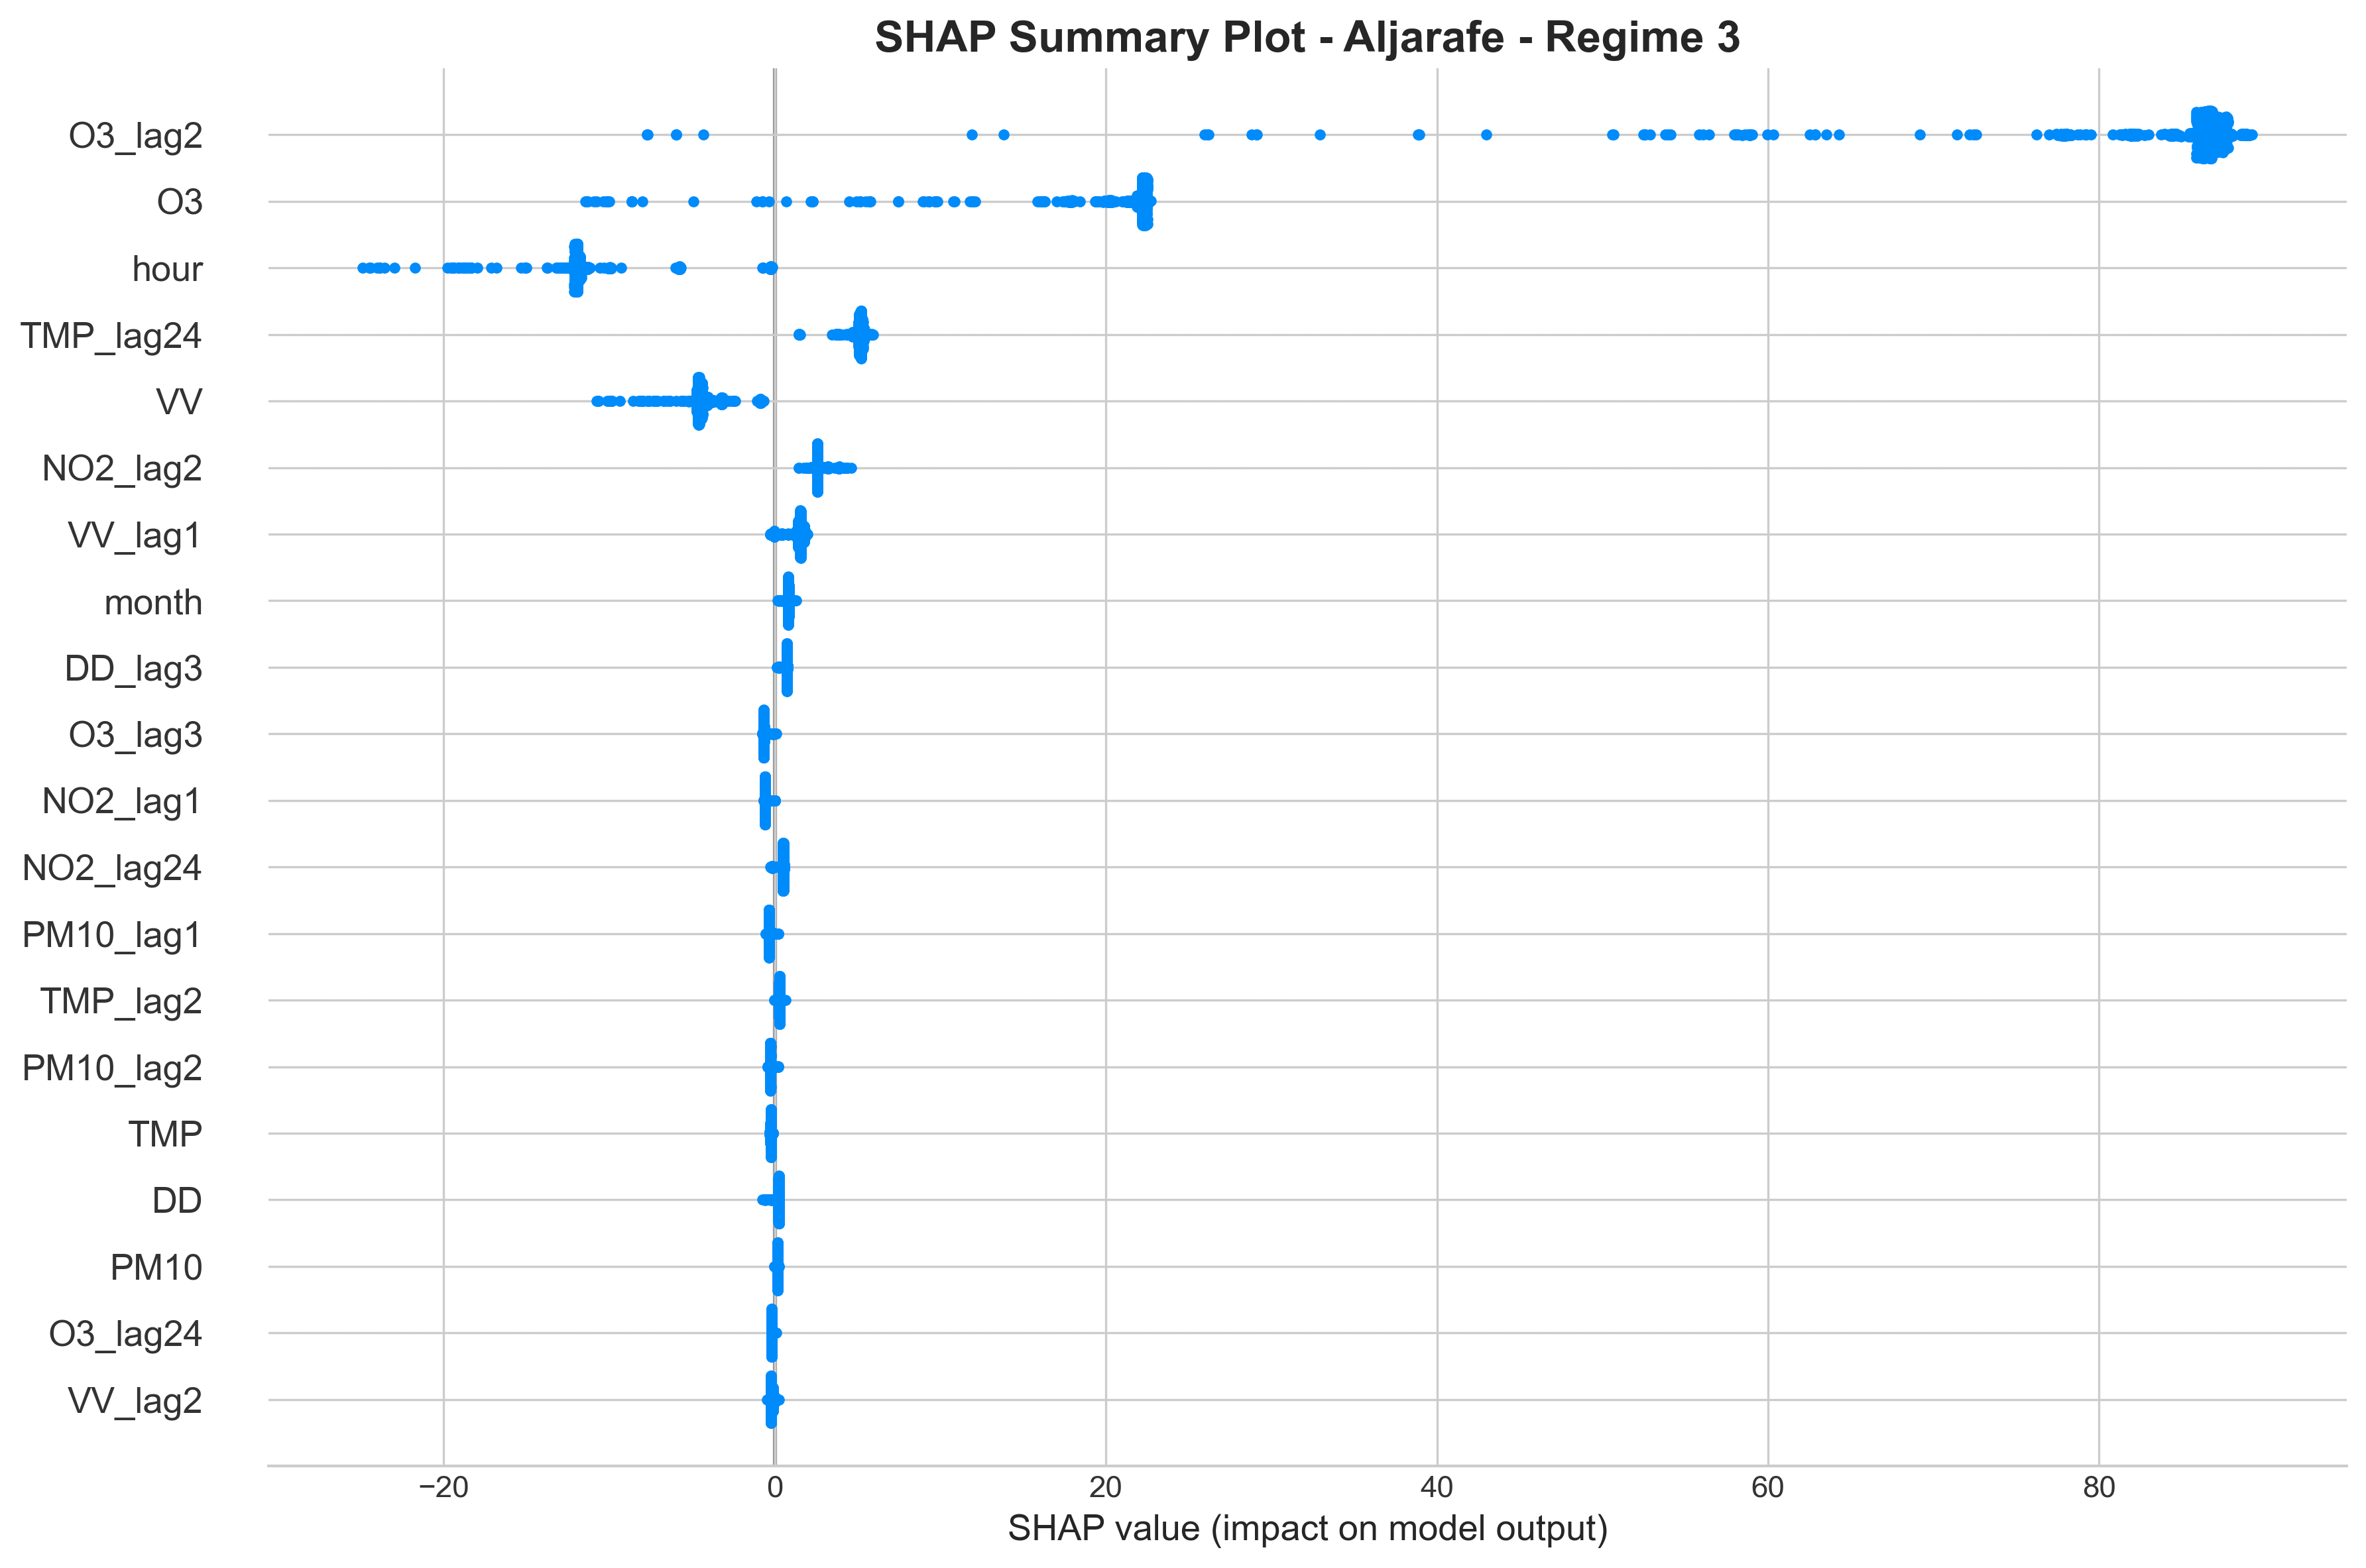 SHAP Summary Plot - Aljarafe - Regime 3
O3_lag2
O3
hour
TMP_lag24
VV
NO2_lag2
VV_lag1
month
DD_lag3
O3_lag3
NO2_lag1
NO2_lag24
PM10_lag1
TMP_lag2
PM10_lag2
TMP
DD
PM10
O3_lag24
VV_lag2
−20 0 20 40 60 80
SHAP value (impact on model output)